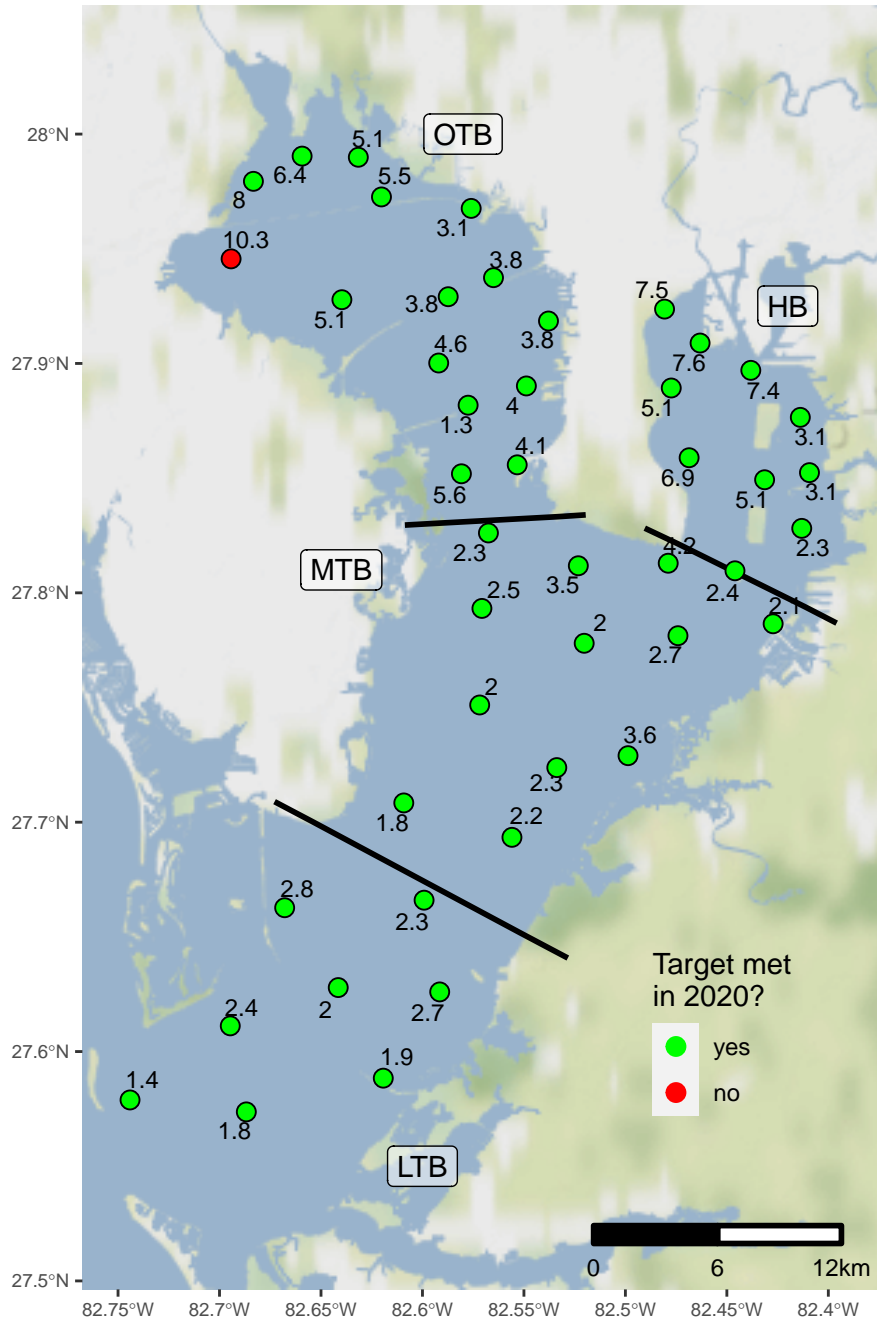 28°N
27.9°N
27.8°N
27.7°N
27.6°N
27.5°N
OTB
5.1
6.4
5.5
8
3.1
10.3
3.8
3.8
5.1
3.8
4.6
4
1.3
4.1
5.6
HB
7.5
7.6
7.4
5.1
3.1
6.9
5.1
3.1
2.3
MTB
2.3
3.5
4.2
2.4
2.5
2.1
2
2.7
2
3.6
2.3
1.8
2.2
2.8
2.3
2
2.7
2.4
1.9
1.4
1.8
LTB
Target met
in 2020?
yes
no
0 6 12km
82.75°W 82.7°W 82.65°W 82.6°W 82.55°W 82.5°W 82.45°W 82.4°W